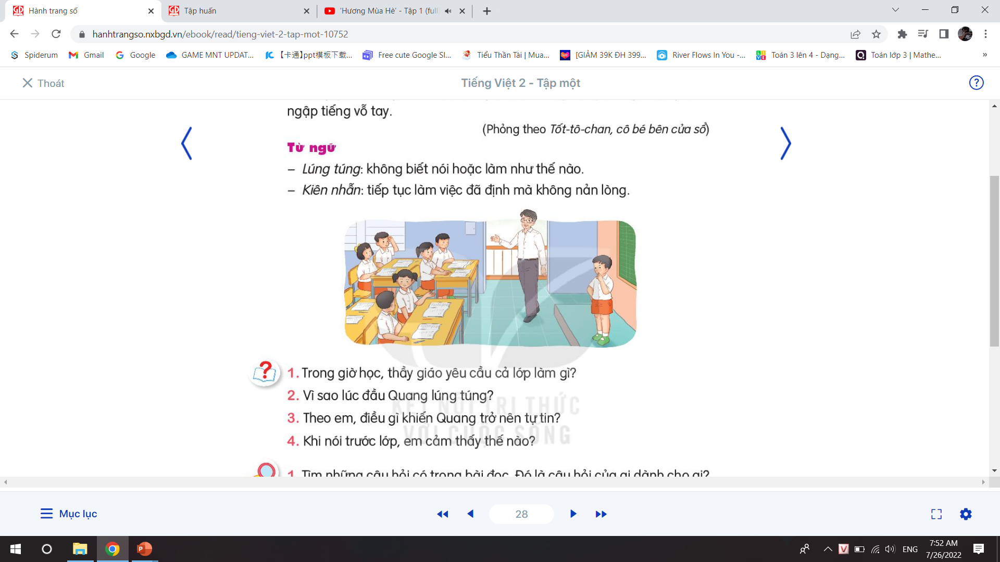 Hành trang số
Tập huấn
'Hương Mùa Hè' - Tập 1 (full
hanhtrangso.nxbgd.vn/ebook/read/tieng-viet-2-tap-mot-10752
Spiderum
Gmail
Google
GAME MNT UPDAT...
【卡通】ppt模板下载...
Free cute Google Sl...
Tiểu Thần Tài | Mua...
[GIẢM 39K ĐH 399...
River Flows In You -...
Toán 3 lên 4 - Dạng...
Toán lớp 3 | Mathe...
»
Thoát
Tiếng Việt 2 - Tập một
?
ngập tiếng vỗ tay.
(Phỏng theo Tốt-tô-chan, cô bé bên cửa sổ)
Từ ngữ
– Lúng túng: không biết nói hoặc làm như thế nào.
– Kiên nhẫn: tiếp tục làm việc đã định mà không nản lòng.
1. Trong giờ học, thầy giáo yêu cầu cả lớp làm gì?
2. Vì sao lúc đầu Quang lúng túng?
3. Theo em, điều gì khiến Quang trở nên tự tin?
4. Khi nói trước lớp, em cảm thấy thế nào?
KẾT NỐI TRI THỨC
VỚI CUỘC SỐNG
1. Tìm những câu hỏi có trong bài đọc. Đó là câu hỏi của ai dành cho ai?
Mục lục
28
ENG
7:52 AM
7/26/2022